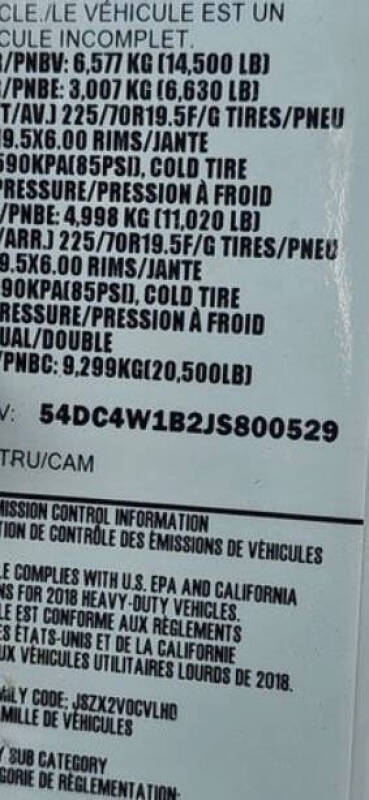 CLE./LE VÉHICULE EST UN
CULE INCOMPLET.
/PNBV: 6,577 KG (14,500 LB)
/PNBE: 3,007 KG (6,630 LB)
T/AV.) 225/70R19.5F/G TIRES/PNEU
19.5X6.00 RIMS/JANTE
590KPA(85PSI), COLD TIRE
PRESSURE/PRESSION À FROID
/PNBE: 4,998 KG (11,020 LB)
/ARR.) 225/70R19.5F/G TIRES/PNEU
9.5X6.00 RIMS/JANTE
90KPA(85PSI), COLD TIRE
RESSURE/PRESSION À FROID
UAL/DOUBLE
/PNBC: 9,299KG(20,500LB)
V: 54DC4W1B2JS800529
TRU/CAM
MISSION CONTROL INFORMATION
TION DE CONTRÔLE DES ÉMISSIONS DE VÉHICULES
LE COMPLIES WITH U.S. EPA AND CALIFORNIA
NS FOR 2018 HEAVY-DUTY VEHICLES.
LE EST CONFORME AUX RÈGLEMENTS
ES ÉTATS-UNIS ET DE LA CALIFORNIE
UX VÉHICULES UTILITAIRES LOURDS DE 2018.
MILY CODE: JSZX2VOCVLHD
MILLE DE VÉHICULES
Y SUB CATEGORY
GORIE DE RÉGLEMENTATION: